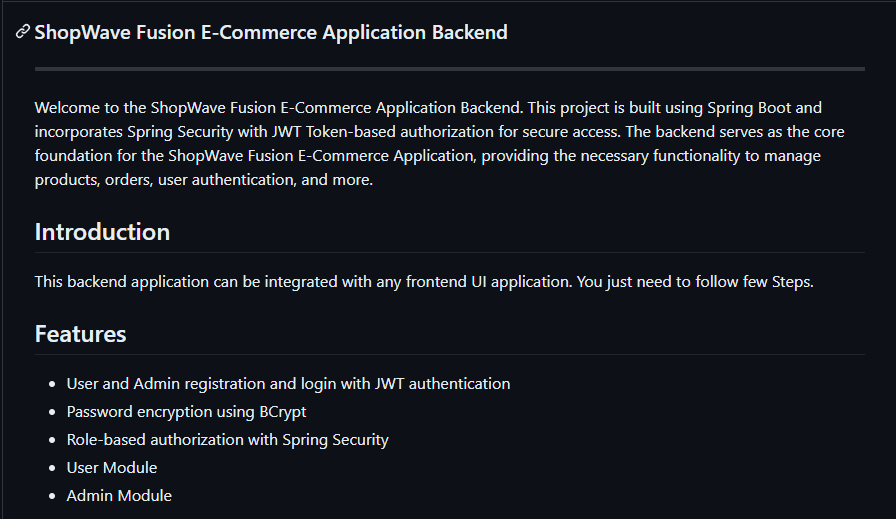 ShopWave Fusion E-Commerce Application Backend
Welcome to the ShopWave Fusion E-Commerce Application Backend. This project is built using Spring Boot and
incorporates Spring Security with JWT Token-based authorization for secure access. The backend serves as the core
foundation for the ShopWave Fusion E-Commerce Application, providing the necessary functionality to manage
products, orders, user authentication, and more.
Introduction
This backend application can be integrated with any frontend UI application. You just need to follow few Steps.
Features
• User and Admin registration and login with JWT authentication
• Password encryption using BCrypt
• Role-based authorization with Spring Security
• User Module
• Admin Module